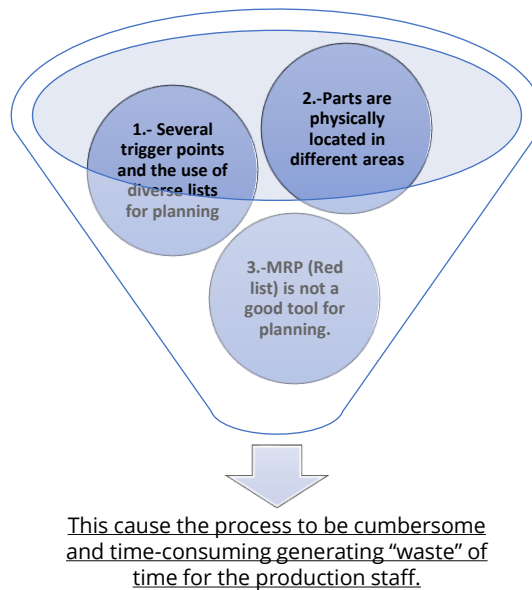 1.- Several
trigger points
and the use of
diverse lists
for planning
2.-Parts are
physically
located in
different areas
3.-MRP (Red
list) is not a
good tool for
planning.
This cause the process to be cumbersome
and time-consuming generating “waste” of
time for the production staff.